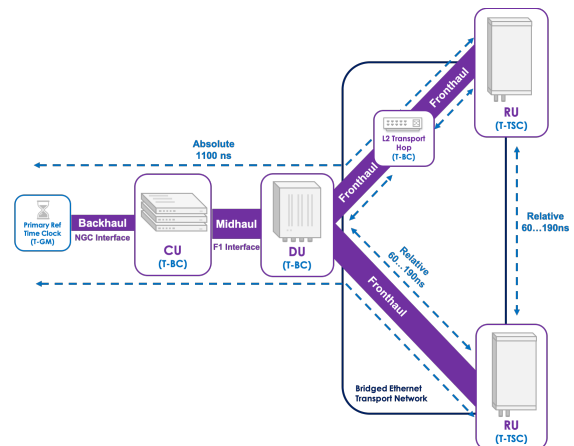 Fronthaul
RU
(T-TSC)
L2 Transport
Hop
(T-BC)
Absolute
1100 ns
Fronthaul
Primary Ref
Time Clock
(T-GM)
Backhaul
NGC Interface
CU
(T-BC)
Midhaul
F1 Interface
DU
(T-BC)
Relative
60...190ns
Relative
60...190ns
Fronthaul
Bridged Ethernet
Transport Network
RU
(T-TSC)